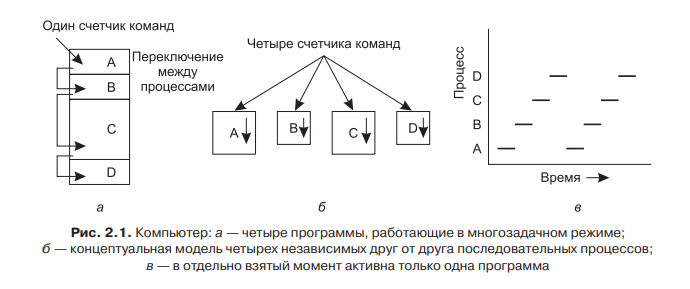 Один счетчик команд
A
B
C
D
Переключение
между
процессами
а
Четыре счетчика команд
A
B
C
D
б
Процесс
D
C
B
A
Время
в
Рис. 2.1. Компьютер: а — четыре программы, работающие в многозадачном режиме;
б — концептуальная модель четырех независимых друг от друга последовательных процессов;
в — в отдельно взятый момент активна только одна программа